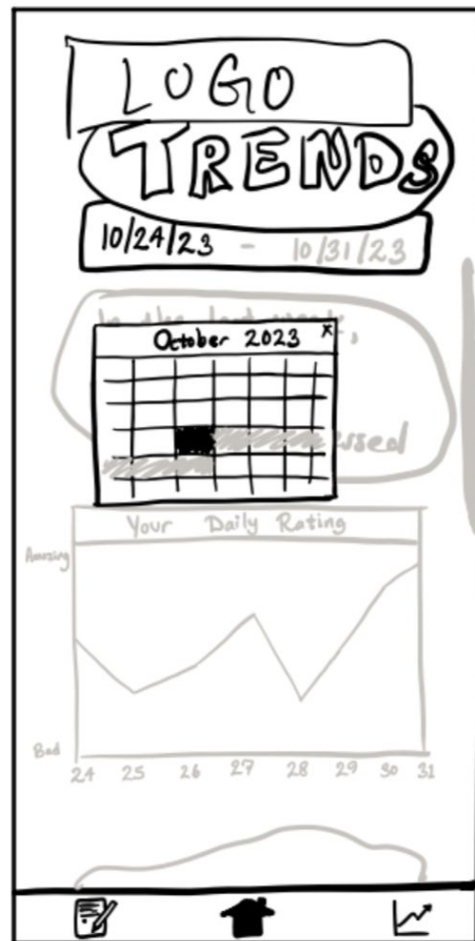 LOGO
TRENDS
10/24/23 - 10/31/23
October 2023 x
ssed
Your Daily Rating
Amazing
Bad
24 25 26 27 28 29 30 31